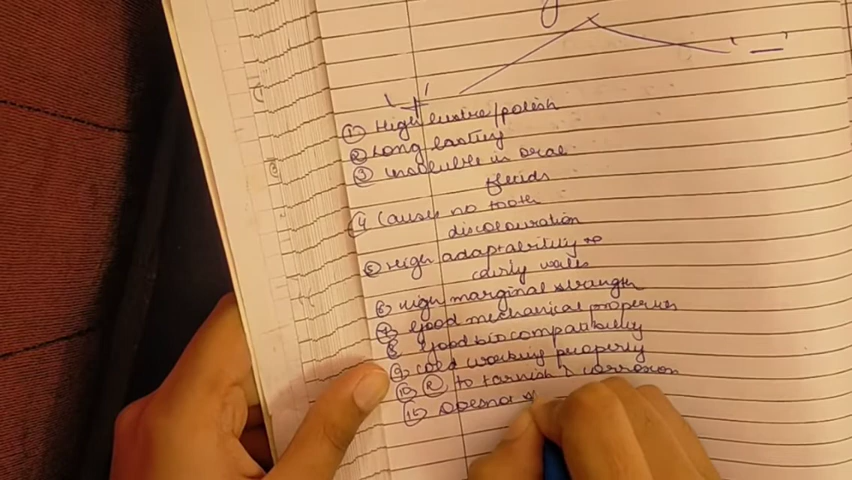 '+' '—'
① High lustre/polish
② Long lasting
③ insoluble in oral
fluids
④ Causes no tooth
discolouration
⑤ High adaptability to
cavity walls
⑥ High marginal strength
⑦ Good mechanical properties
8 Good biocompatibility
⑨ cold working property
⑩ Ⓡ to tarnish & corrosion
⑪ Doesnot